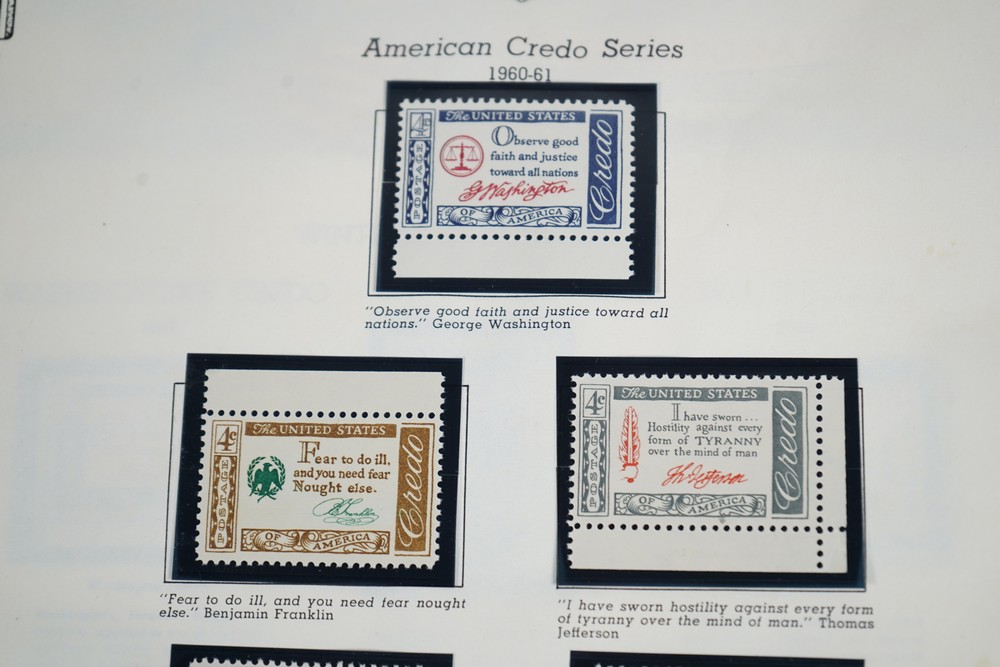 American Credo Series
1960-61
4¢
The UNITED STATES
POSTAGE
Observe good
faith and justice
toward all nations
G Washington
Credo
OF AMERICA
"Observe good faith and justice toward all
nations." George Washington
4¢
The UNITED STATES
POSTAGE
Fear to do ill,
and you need fear
Nought else.
B Franklin
Credo
OF AMERICA
"Fear to do ill, and you need fear nought
else." Benjamin Franklin
4¢
The UNITED STATES
POSTAGE
I have sworn...
Hostility against every
form of TYRANNY
over the mind of man
Th Jefferson
Credo
OF AMERICA
"I have sworn hostility against every form
of tyranny over the mind of man." Thomas
Jefferson